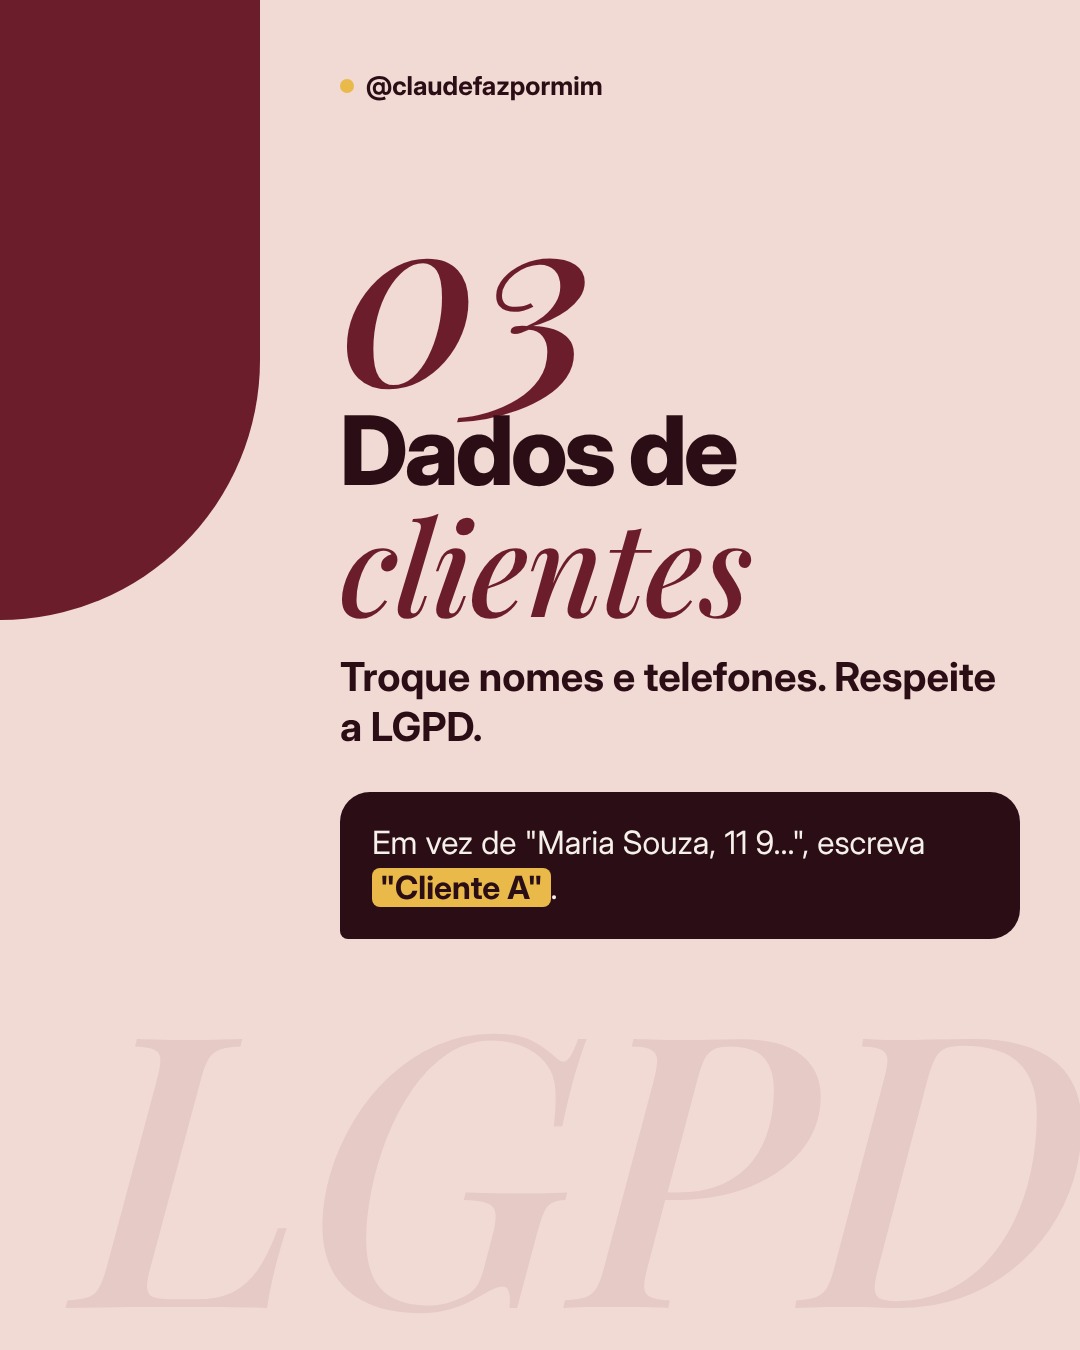 @claudefazpormim
03
Dados de
clientes
Troque nomes e telefones. Respeite
a LGPD.
Em vez de "Maria Souza, 11 9...", escreva
"Cliente A".
LGPD